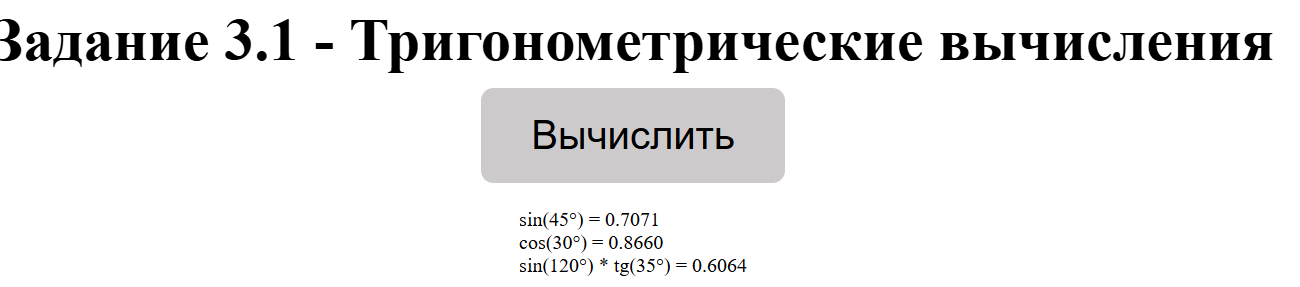 Задание 3.1 - Тригонометрические вычисления
Вычислить
sin(45°) = 0.7071
cos(30°) = 0.8660
sin(120°) * tg(35°) = 0.6064